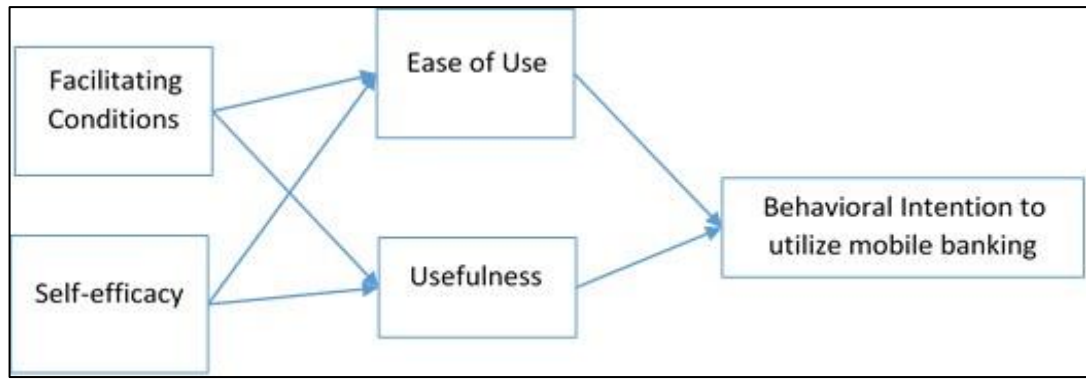 Facilitating
Conditions
Ease of Use
Self-efficacy
Usefulness
Behavioral Intention to
utilize mobile banking